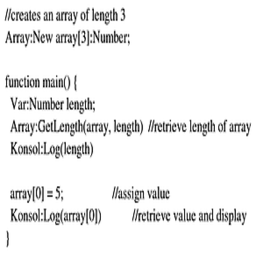 //creates an array of length 3
Array:New array[3]:Number;
function main() {
Var:Number length;
Array:GetLength(array, length) //retrieve length of array
Konsol:Log(length)
array[0] = 5; //assign value
Konsol:Log(array[0]) //retrieve value and display
}